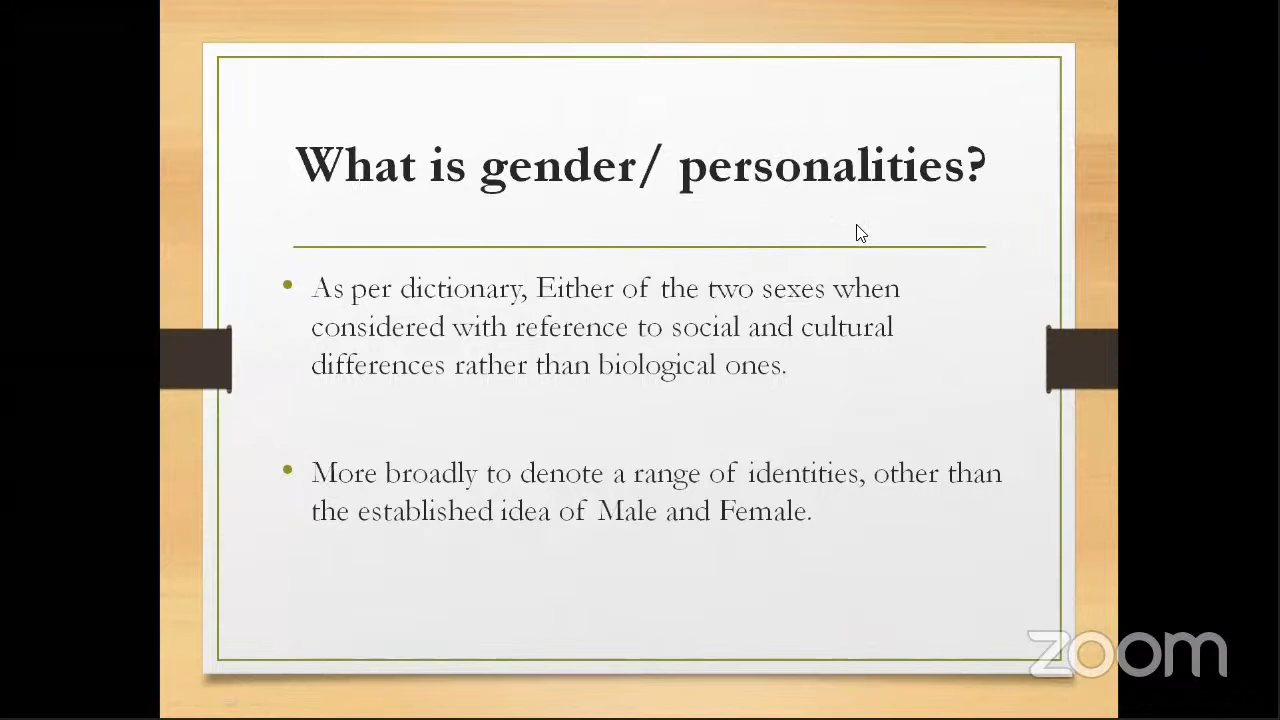 What is gender/ personalities?
As per dictionary, Either of the two sexes when
considered with reference to social and cultural
differences rather than biological ones.
More broadly to denote a range of identities, other than
the established idea of Male and Female.
zoom